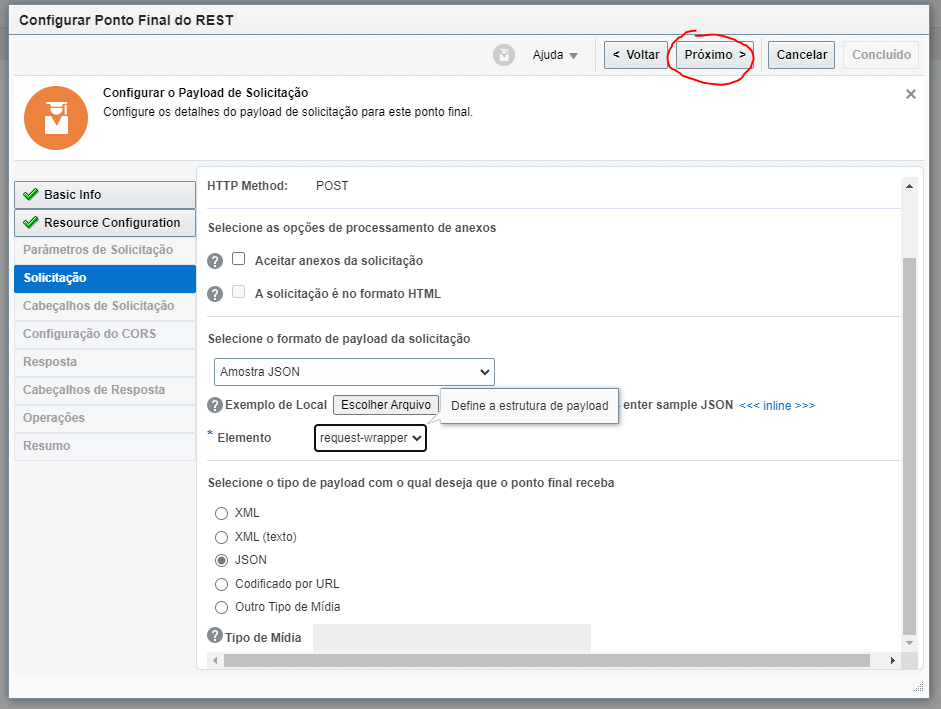 Configurar Ponto Final do REST
Ajuda
< Voltar
Próximo >
Cancelar
Concluído
Configurar o Payload de Solicitação
Configure os detalhes do payload de solicitação para este ponto final.
Basic Info
Resource Configuration
Parâmetros de Solicitação
Solicitação
Cabeçalhos de Solicitação
Configuração do CORS
Resposta
Cabeçalhos de Resposta
Operações
Resumo
HTTP Method: POST
Selecione as opções de processamento de anexos
Aceitar anexos da solicitação
A solicitação é no formato HTML
Selecione o formato de payload da solicitação
Amostra JSON
Exemplo de Local Escolher Arquivo Define a estrutura de payload enter sample JSON <<< inline >>>
* Elemento request-wrapper
Selecione o tipo de payload com o qual deseja que o ponto final receba
XML
XML (texto)
JSON
Codificado por URL
Outro Tipo de Mídia
Tipo de Mídia